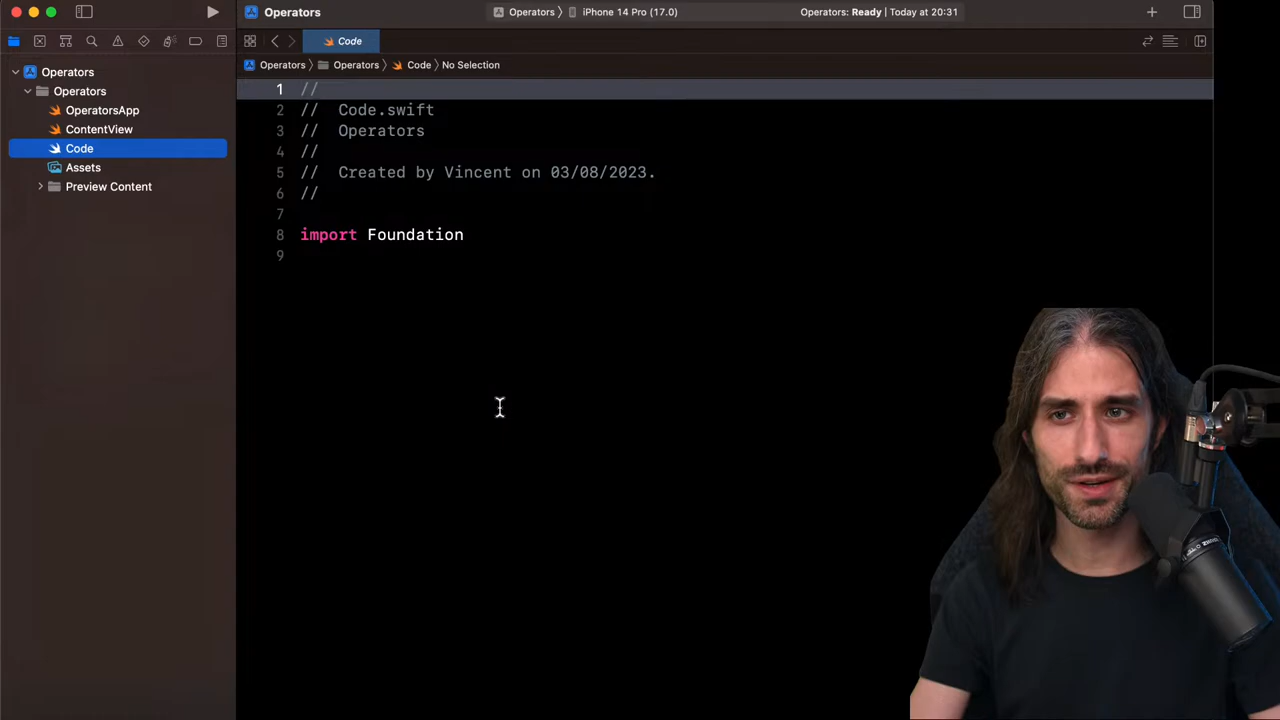 Operators
Operators 〉 iPhone 14 Pro (17.0)
Operators: Ready | Today at 20:31
Code
Operators 〉 Operators 〉 Code 〉 No Selection
Operators
Operators
OperatorsApp
ContentView
Code
Assets
Preview Content
1 //
2 // Code.swift
3 // Operators
4 //
5 // Created by Vincent on 03/08/2023.
6 //
7
8 import Foundation
9